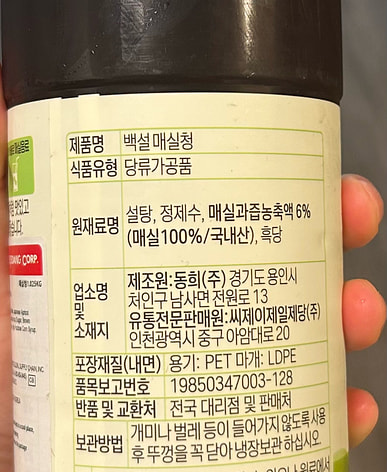 제품명 백설 매실청
식품유형 당류가공품
원재료명 설탕, 정제수, 매실과즙농축액 6%
(매실100%/국내산), 흑당
업소명 및 소재지 제조원:동희(주) 경기도 용인시
처인구 남사면 전원로 13
유통전문판매원:씨제이제일제당(주)
인천광역시 중구 아암대로 20
포장재질(내면) 용기: PET 마개: LDPE
품목보고번호 19850347003-128
반품 및 교환처 전국 대리점 및 판매처
보관방법 개미나 벌레 등이 들어가지 않도록 사용
후 뚜껑을 꼭 닫아 냉장보관 하십시오.
CORP.